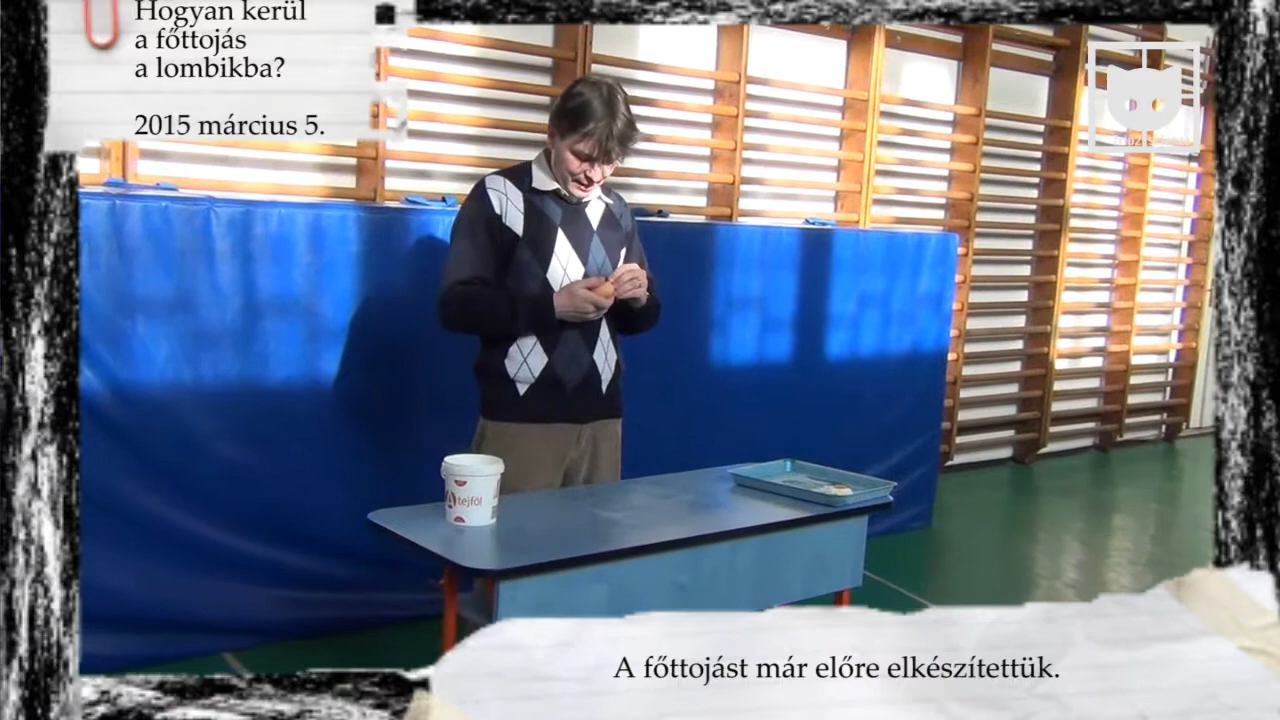 Hogyan kerül
a főttojás
a lombikba?
2015 március 5.
tejföl
A főttojást már előre elkészítettük.